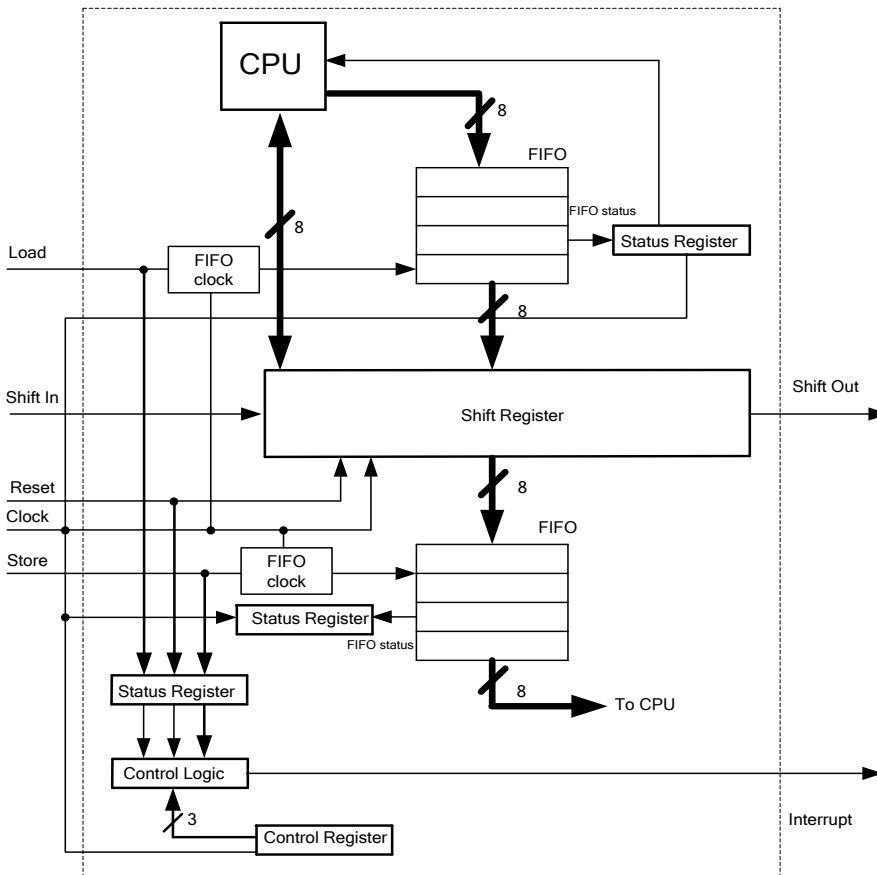 CPU
8
FIFO
FIFO status
Status Register
8
Load
FIFO
clock
8
Shift In
Shift Register
Shift Out
Reset
8
Clock
FIFO
Store
FIFO
clock
Status Register
FIFO status
Status Register
8
To CPU
Control Logic
3
Interrupt
Control Register